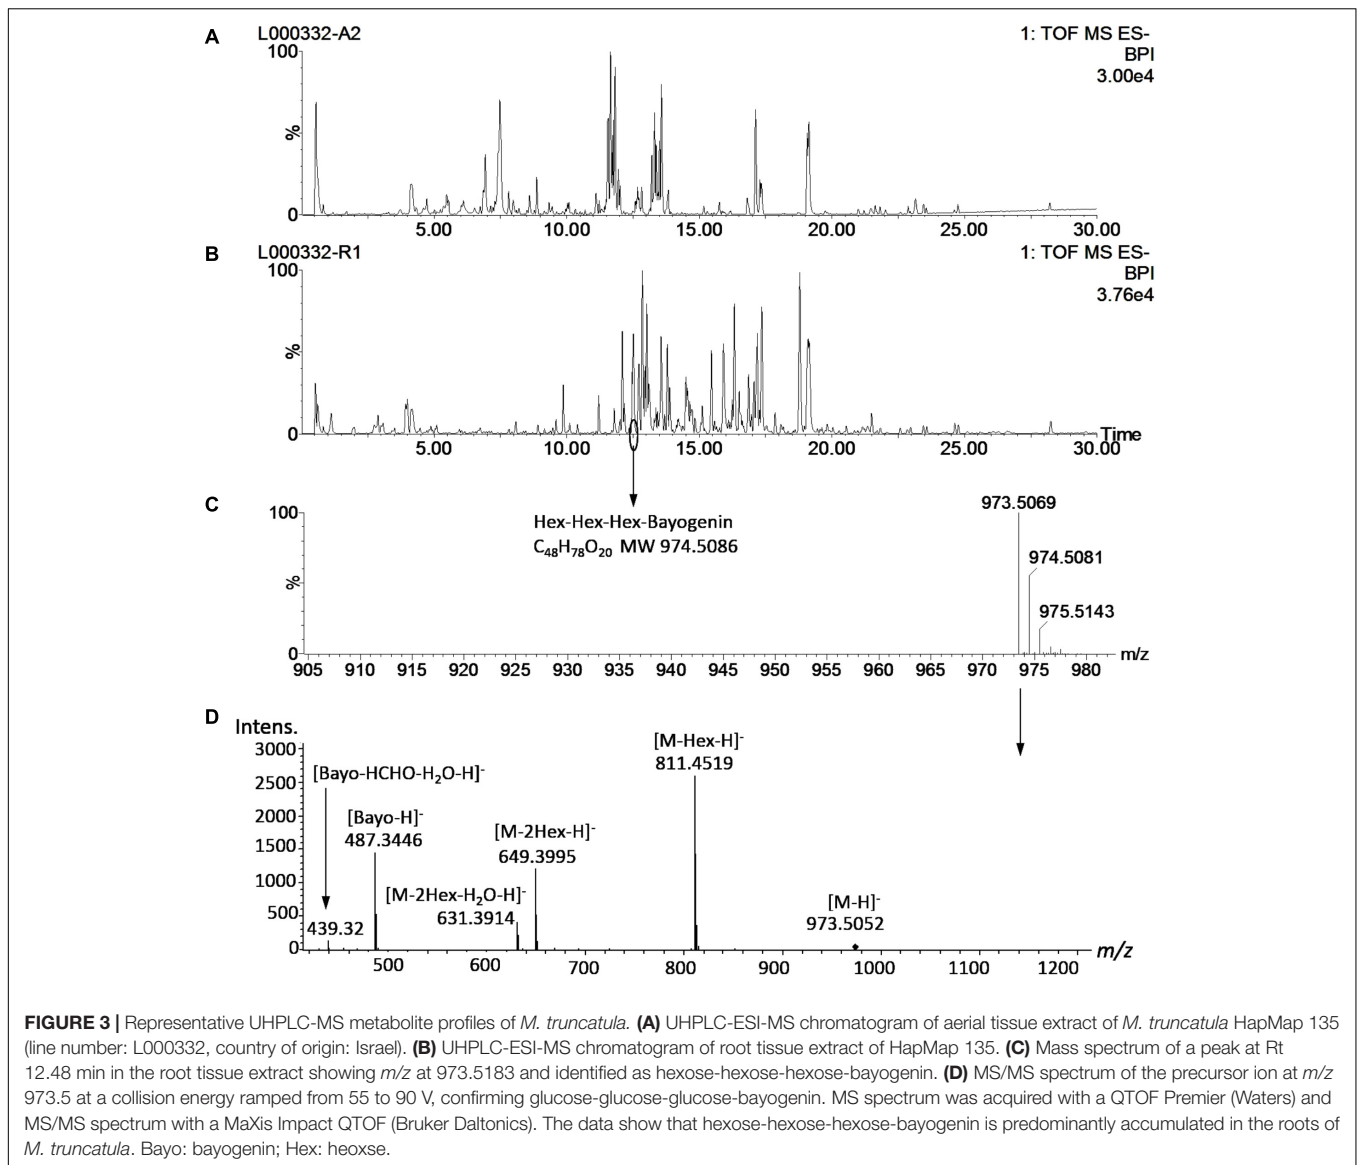 A
L000332-A2
1: TOF MS ES-
BPI
3.00e4
100
%
0
5.00 10.00 15.00 20.00 25.00 30.00
B
L000332-R1
1: TOF MS ES-
BPI
3.76e4
100
%
0
Time
5.00 10.00 15.00 20.00 25.00 30.00
Hex-Hex-Hex-Bayogenin
C48H78O20 MW 974.5086
C
973.5069
100
974.5081
%
975.5143
0
m/z
905 910 915 920 925 930 935 940 945 950 955 960 965 970 975 980
D
Intens.
3000
2500
2000
1500
1000
500
0
[Bayo-HCHO-H2O-H]-
439.32
[Bayo-H]-
487.3446
[M-2Hex-H2O-H]-
631.3914
[M-2Hex-H]-
649.3995
[M-Hex-H]-
811.4519
[M-H]-
973.5052
500 600 700 800 900 1000 1100 1200 m/z
FIGURE 3 | Representative UHPLC-MS metabolite profiles of M. truncatula. (A) UHPLC-ESI-MS chromatogram of aerial tissue extract of M. truncatula HapMap 135
(line number: L000332, country of origin: Israel). (B) UHPLC-ESI-MS chromatogram of root tissue extract of HapMap 135. (C) Mass spectrum of a peak at Rt
12.48 min in the root tissue extract showing m/z at 973.5183 and identified as hexose-hexose-hexose-bayogenin. (D) MS/MS spectrum of the precursor ion at m/z
973.5 at a collision energy ramped from 55 to 90 V, confirming glucose-glucose-glucose-bayogenin. MS spectrum was acquired with a QTOF Premier (Waters) and
MS/MS spectrum with a MaXis Impact QTOF (Bruker Daltonics). The data show that hexose-hexose-hexose-bayogenin is predominantly accumulated in the roots of
M. truncatula. Bayo: bayogenin; Hex: heoxse.